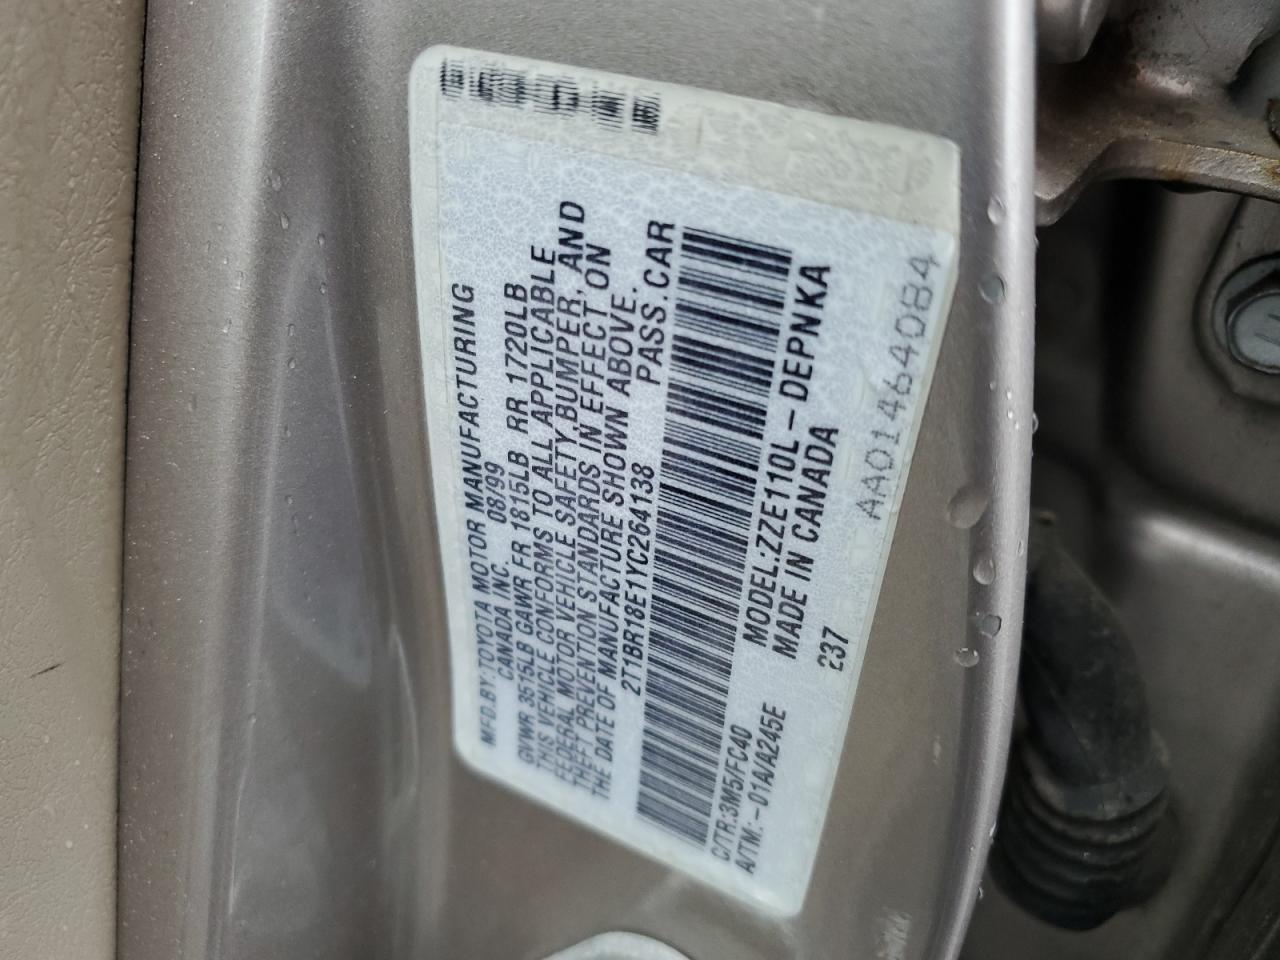 MFD.BY:TOYOTA MOTOR MANUFACTURING
CANADA INC. 08/99
GVWR 3515LB GAWR FR 1815LB RR 1720LB
THIS VEHICLE CONFORMS TO ALL APPLICABLE
FEDERAL MOTOR VEHICLE SAFETY,BUMPER, AND
THEFT PREVENTION STANDARDS IN EFFECT ON
THE DATE OF MANUFACTURE SHOWN ABOVE.
2T1BR18E1YC264138 PASS.CAR
C/TR:3M5/FC40 MODEL:ZZE110L-DEPNKA
A/TM:-01A/A245E MADE IN CANADA
237
AA01464084